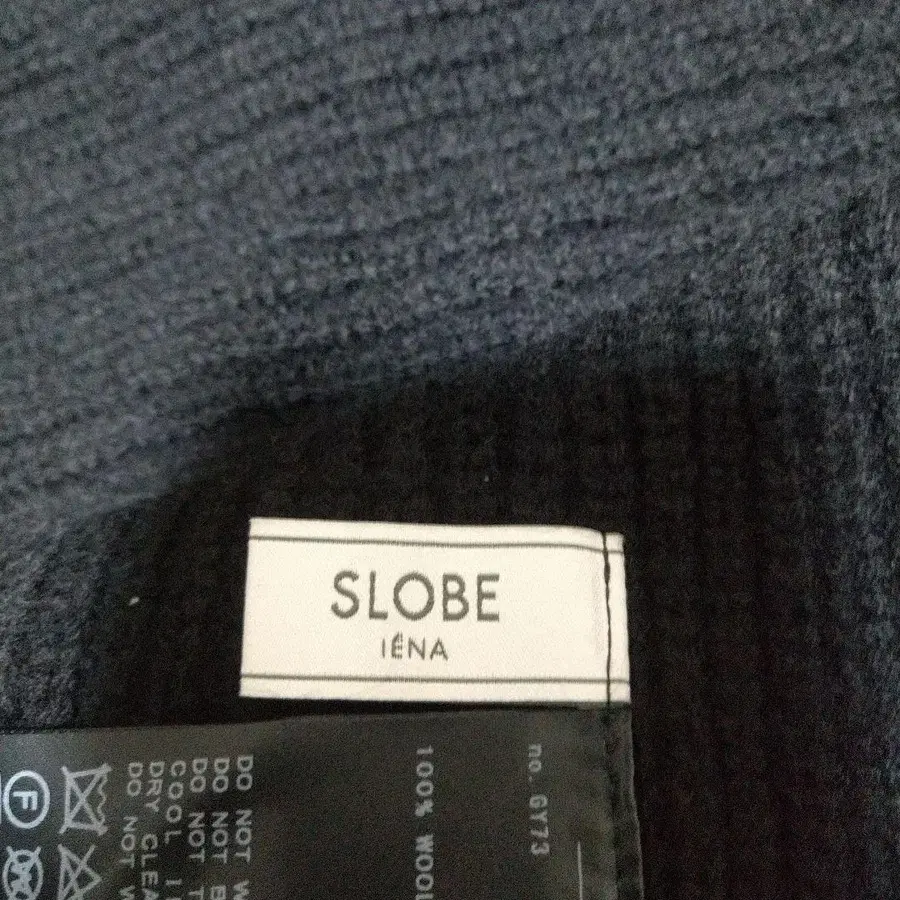 SLOBE
IÉNA
no. GY73
100% WOOL
DO NOT
DO NOT
DO NOT
COOL
DRY CLEA
DO NOT
F